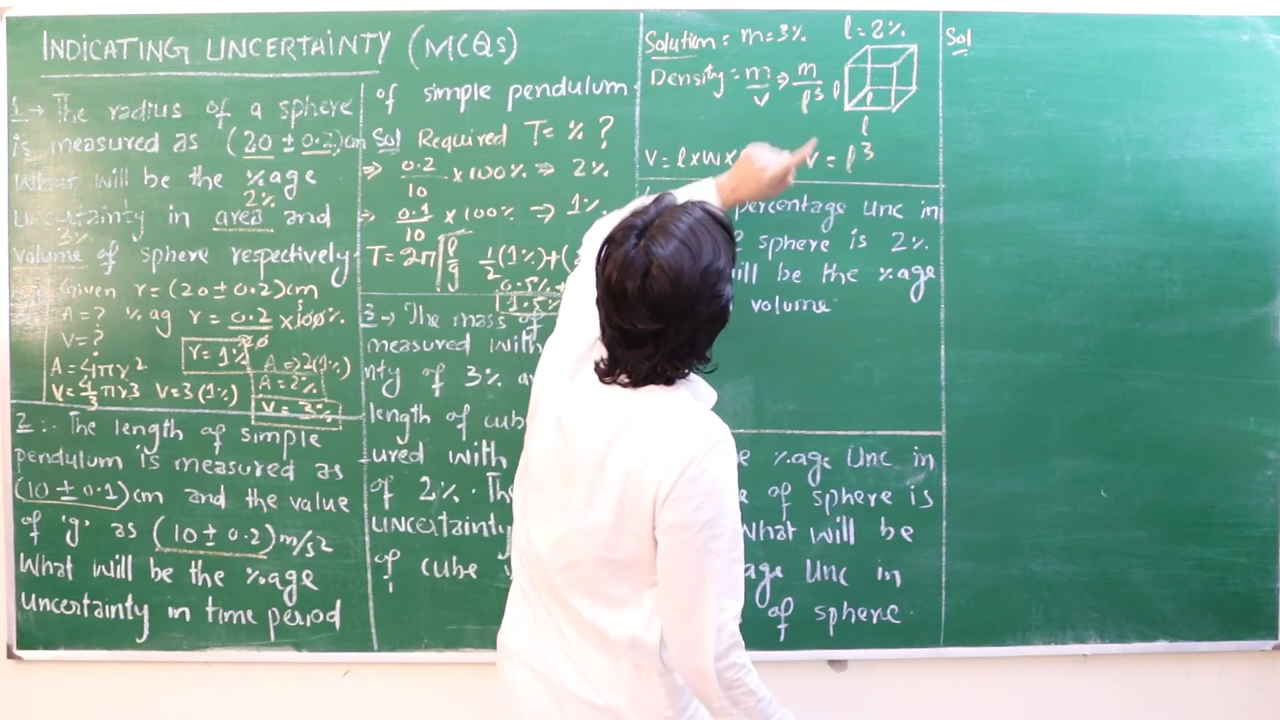 INDICATING UNCERTAINTY (MCQs)
1→ The radius of a sphere
is measured as (20 ± 0.2)cm
What will be the %age
2%
uncertainty in area and
3%
volume of sphere respectively.
Given r = (20 ± 0.2)cm
A = ? %ag r = 0.2 × 100%.
V = ? 20
r = 1%
A = 4πr² A ⇒ 2(1%)
A = 2%
V = 4/3 πr3 V = 3(1%)
V = 3%
2:- The length of simple
pendulum is measured as
(10 ± 0.1)cm and the value
of 'g' as (10 ± 0.2)m/s2
What will be the %age
uncertainty in time period
of simple pendulum.
Sol Required T = % ?
⇒ 0.2/10 × 100% ⇒ 2%.
⇒ 0.1/10 × 100% ⇒ 1%.
T = 2π√l/g 1/2(1%)+(
0.5%+
1.5%
3→ The mass of
measured with
nty of 3% a
length of cub
ured with
of 2%. The
uncertainty
of cube
Solution: m = 3% l = 2%
Density = m/v ⇒ m/l3
l
l
l
V = l×w× V = l3
percentage Unc in
sphere is 2%.
ill be the %age
volume
%age Unc in
e of sphere is
What will be
age Unc in
of sphere.
Sol